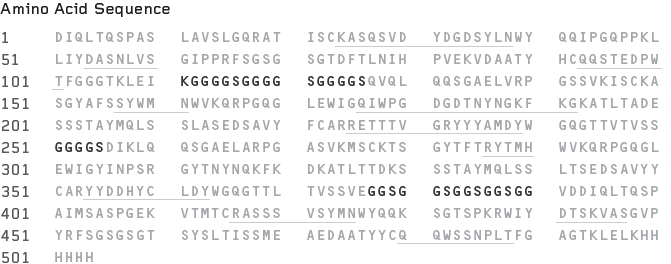 Amino Acid Sequence
1 DIQLTQSPAS LAVSLGQRAT ISCKASQSVD YDGDSYLNWY QQIPGQPPKL
51 LIYDASNLVS GIPPRFSGSG SGTDFTLNIH PVEKVDAATY HCQQSTEDPW
101 TFGGGTKLEI KGGGGSGGGG SGGGGSQVQL QQSGAELVRP GSSVKISCKA
151 SGYAFSSYWM NWVKQRPGQG LEWIGQIWPG DGDTNYNGKF KGKATLTADE
201 SSSTAYMQLS SLASEDSAVY FCARRETTTV GRYYYAMDYW GQGTTVTVSS
251 GGGGSDIKLQ QSGAELARPG ASVKMSCKTS GYTFTRYTMH WVKQRPGQGL
301 EWIGYINPSR GYTNYNQKFK DKATLTTDKS SSTAYMQLSS LTSEDSAVYY
351 CARYYDDHYC LDYWGQGTTL TVSSVEGGSG GSGGSGGSGG VDDIQLTQSP
401 AIMSASPGEK VTMTCRASSS VSYMNWYQQK SGTSPKRWIY DTSKVASGVP
451 YRFSGSGSGT SYSLTISSME AEDAATYYCQ QWSSNPLTFG AGTKLELKHH
501 HHHH